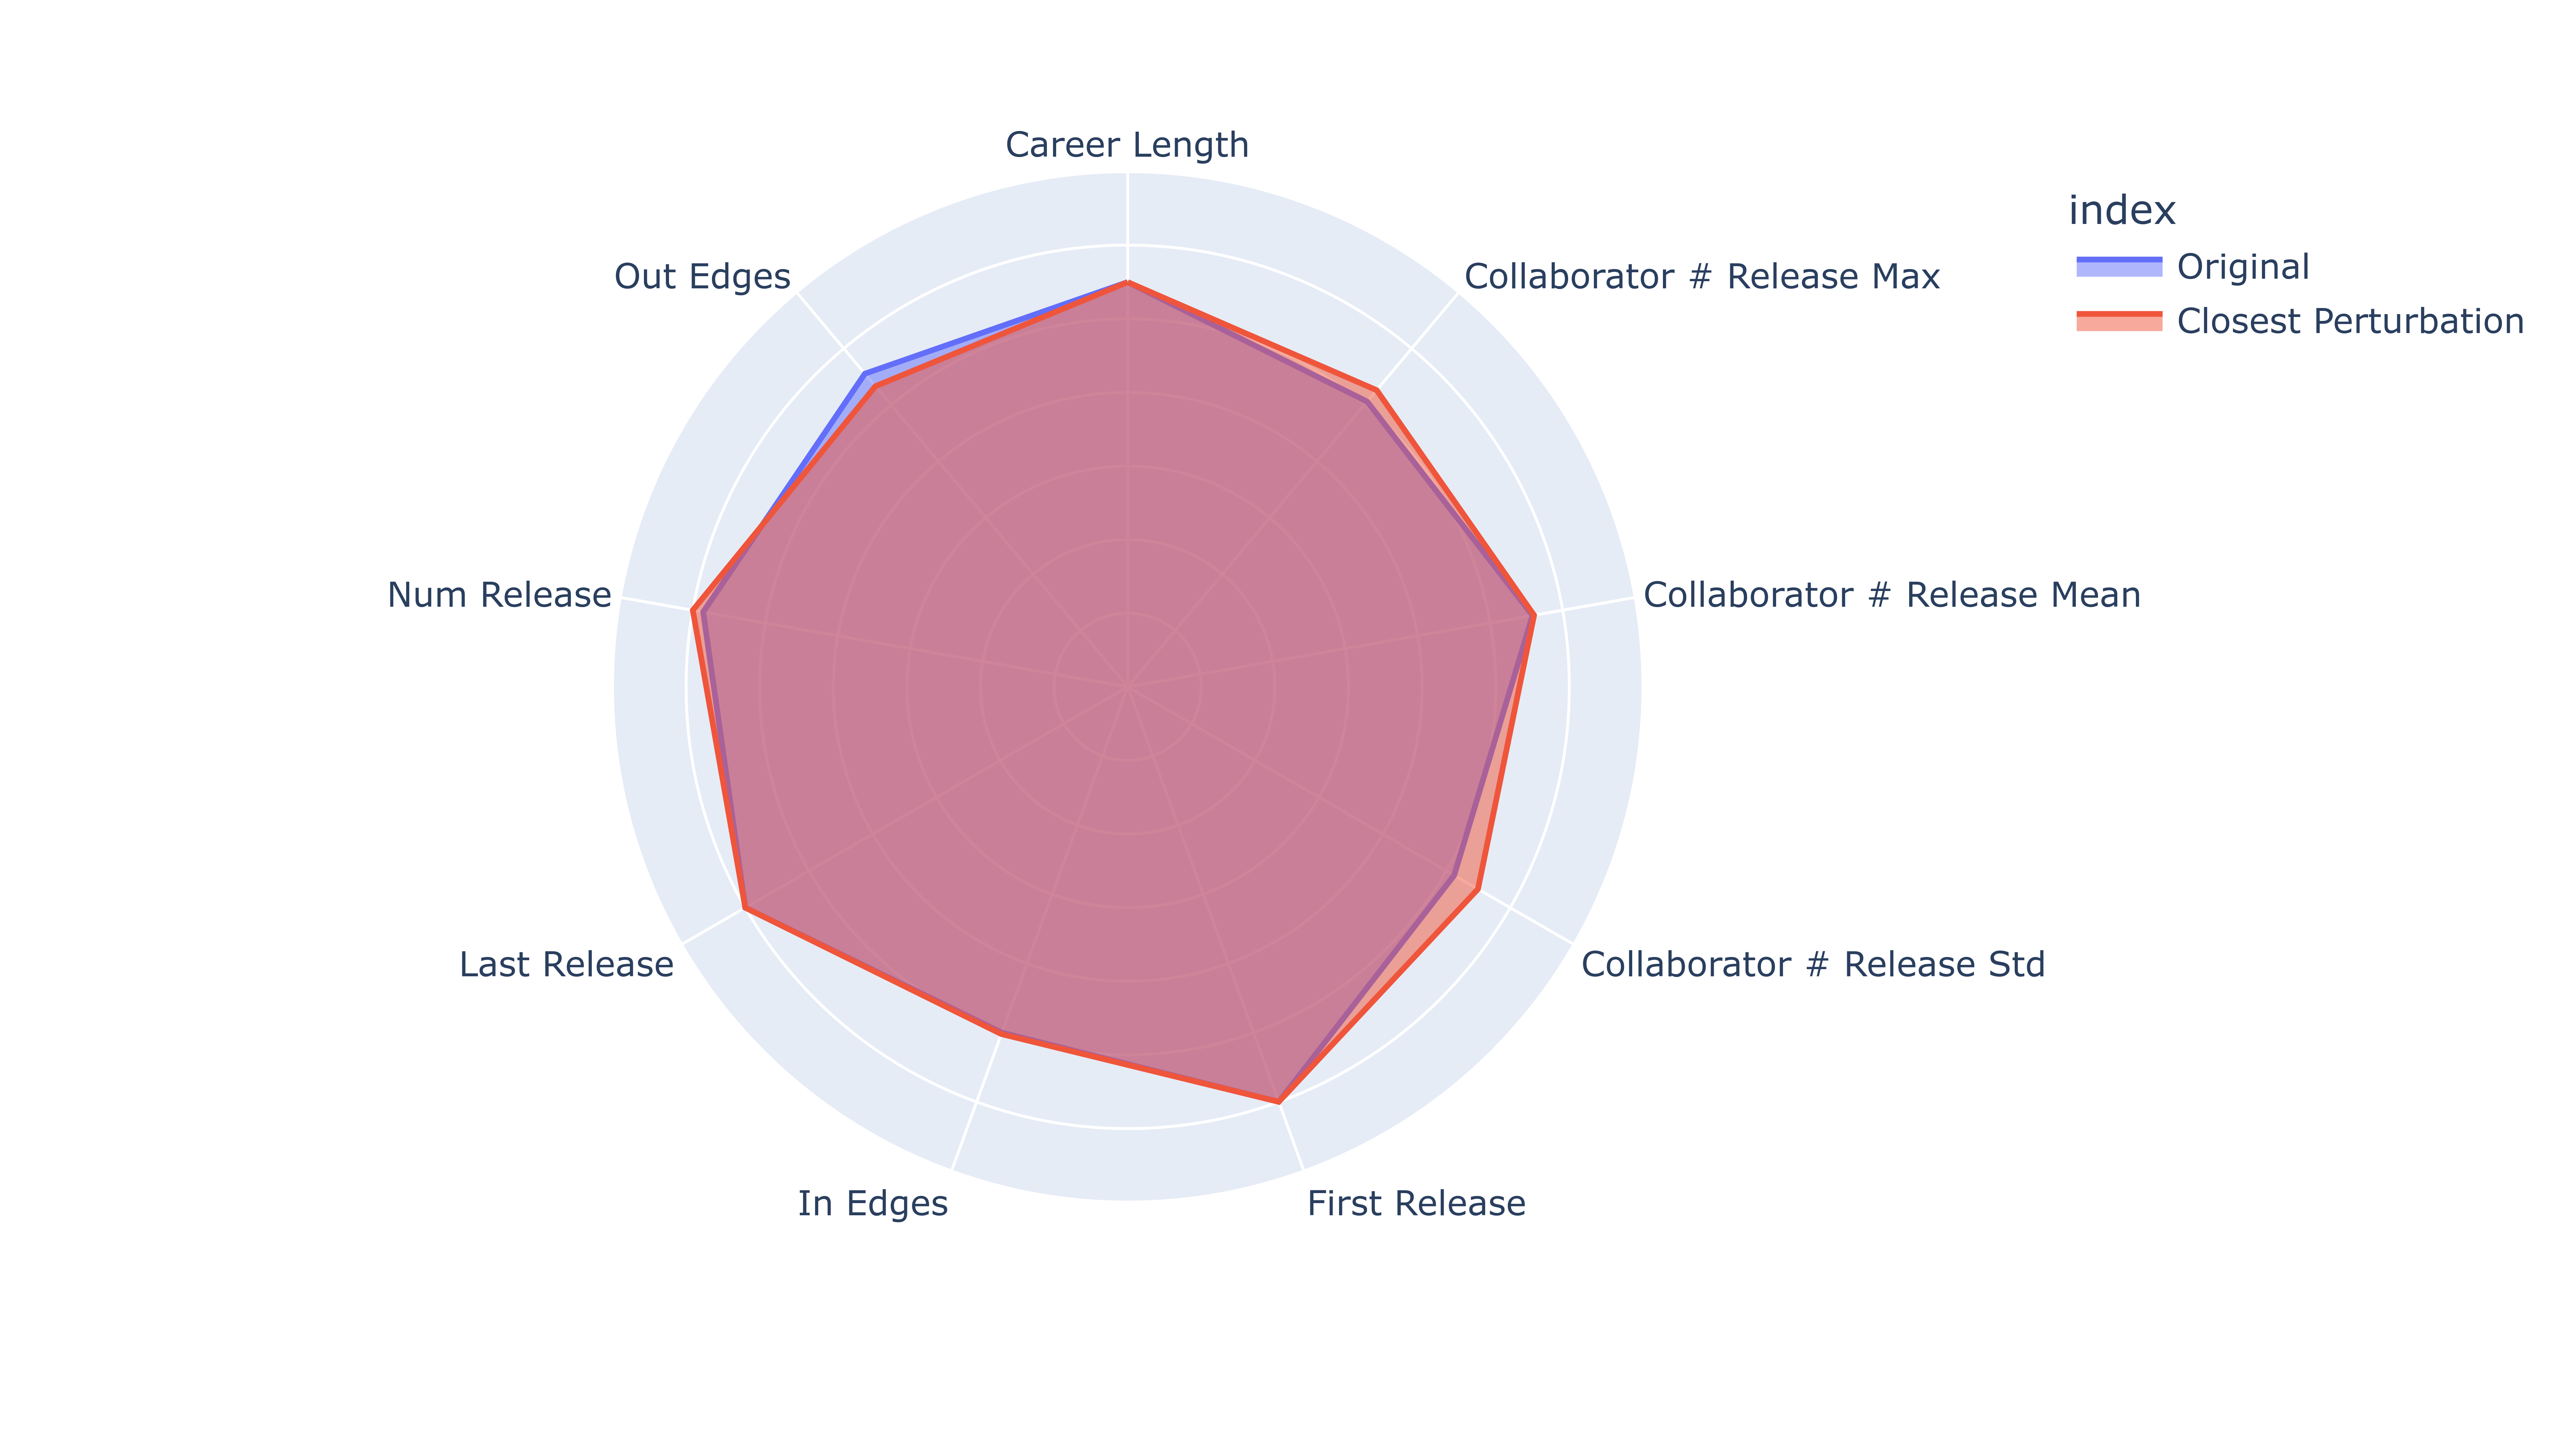 Career Length
Out Edges
Collaborator # Release Max
index
Original
Closest Perturbation
Num Release
Collaborator # Release Mean
Last Release
Collaborator # Release Std
In Edges
First Release